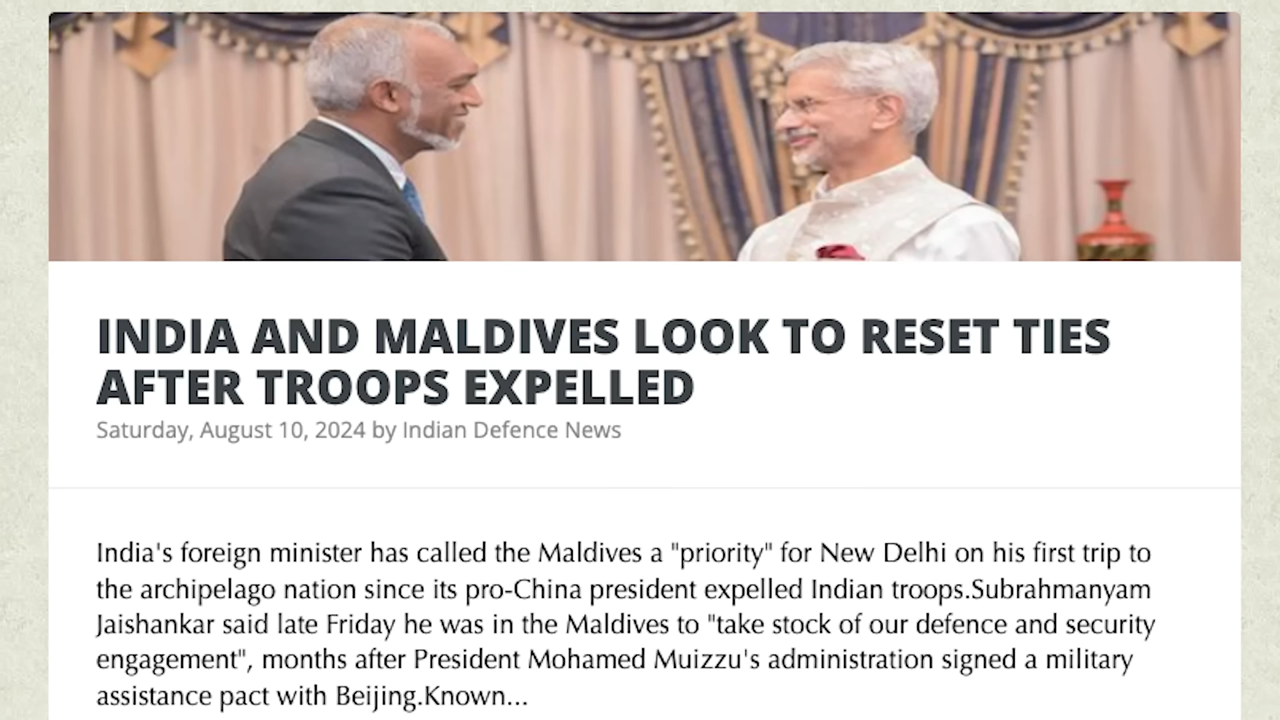 INDIA AND MALDIVES LOOK TO RESET TIES
AFTER TROOPS EXPELLED
Saturday, August 10, 2024 by Indian Defence News
India's foreign minister has called the Maldives a "priority" for New Delhi on his first trip to
the archipelago nation since its pro-China president expelled Indian troops.Subrahmanyam
Jaishankar said late Friday he was in the Maldives to "take stock of our defence and security
engagement", months after President Mohamed Muizzu's administration signed a military
assistance pact with Beijing.Known...